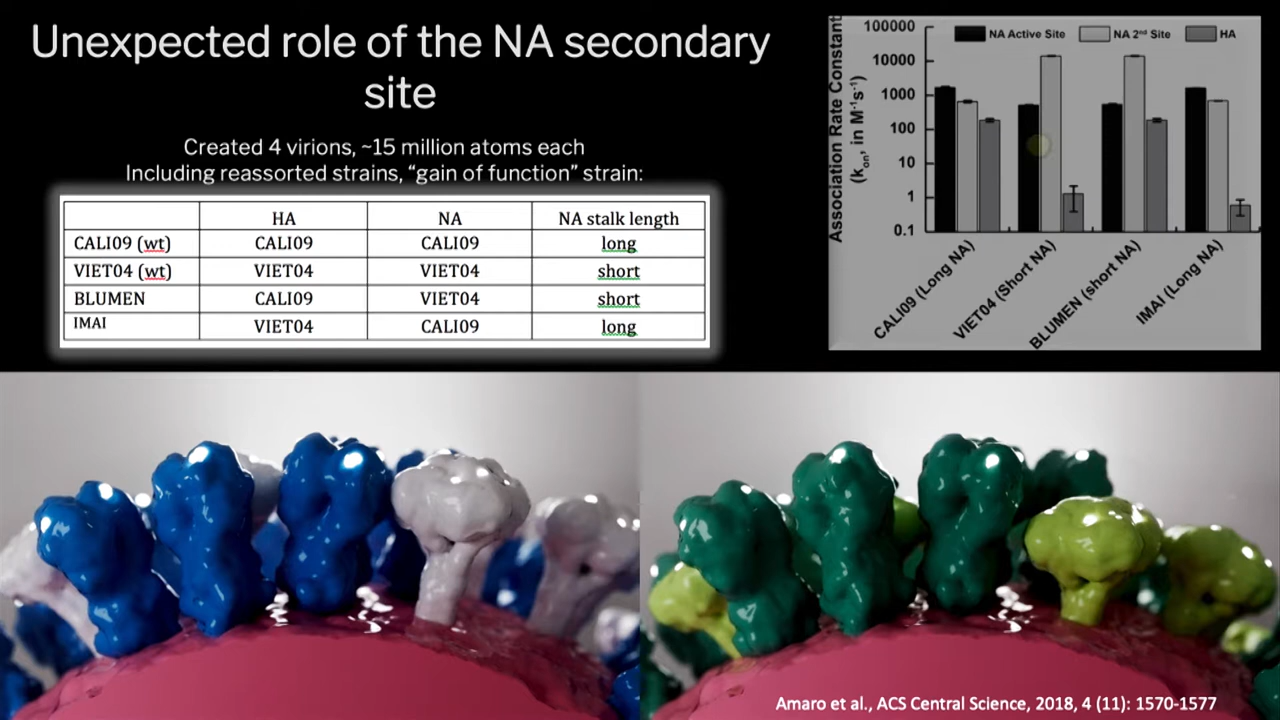 Unexpected role of the NA secondary
site
Created 4 virions, ~15 million atoms each
Including reassorted strains, “gain of function” strain:
HA NA NA stalk length
CALI09 (wt) CALI09 CALI09 long
VIET04 (wt) VIET04 VIET04 short
BLUMEN CALI09 VIET04 short
IMAI VIET04 CALI09 long
Association Rate Constant
(kon, in M-1s-1)
100000
10000
1000
100
10
1
0.1
NA Active Site NA 2nd Site HA
CALI09 (Long NA)
VIET04 (Short NA)
BLUMEN (short NA)
IMAI (Long NA)
Amaro et al., ACS Central Science, 2018, 4 (11): 1570-1577